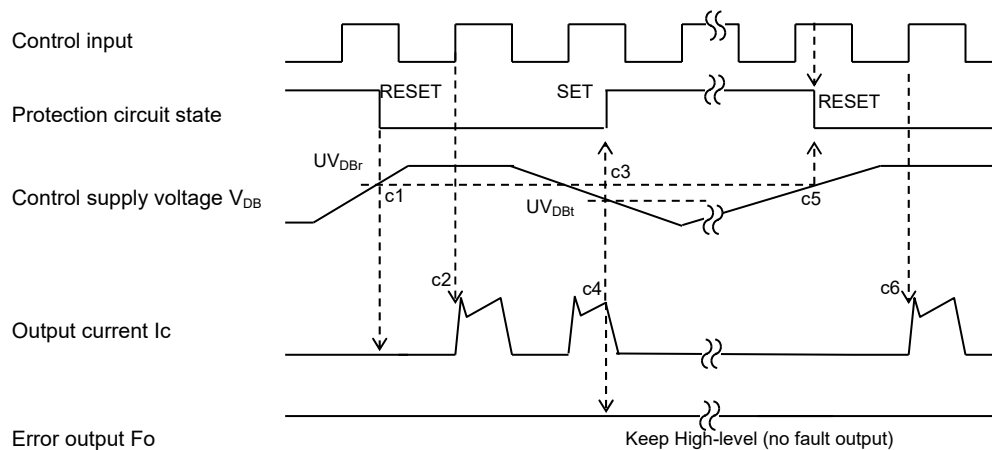 Control input
RESET
SET
Protection circuit state
RESET
UVDBr
c3
Control supply voltage VDB
c1
c5
UVDBt
c2
c4
c6
Output current Ic
Error output Fo
Keep High-level (no fault output)